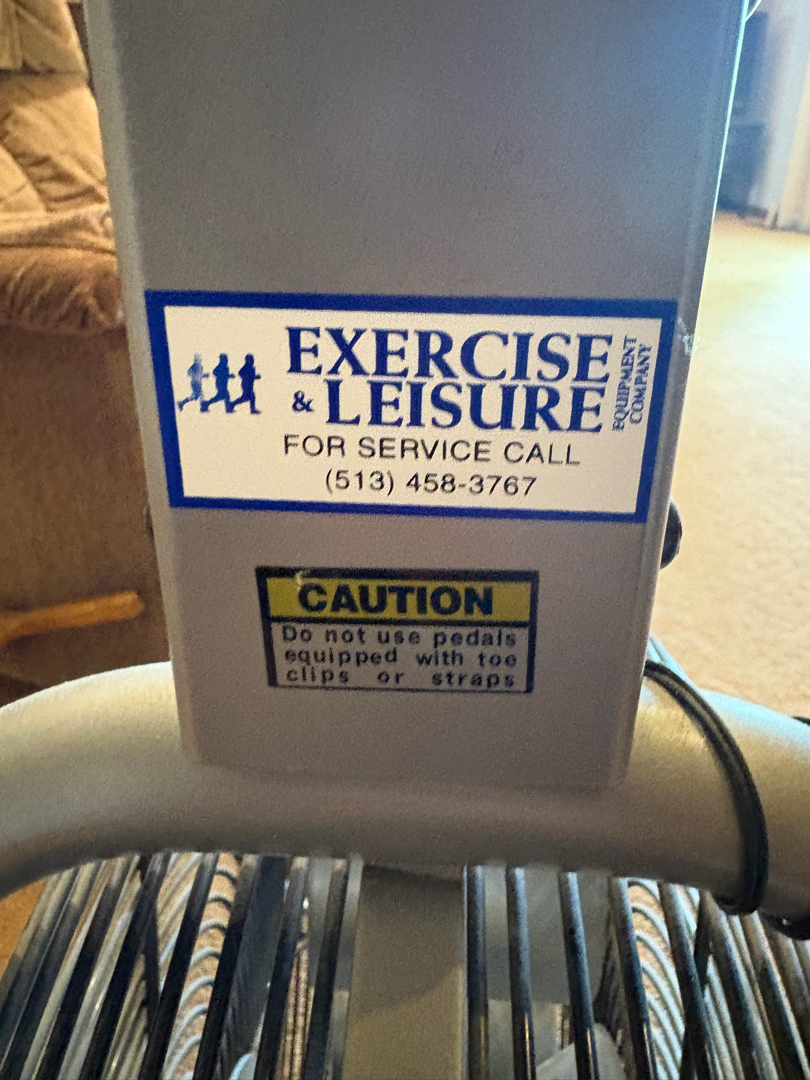 EXERCISE
& LEISURE
EQUIPMENT
COMPANY
FOR SERVICE CALL
(513) 458-3767
CAUTION
Do not use pedals
equipped with toe
clips or straps